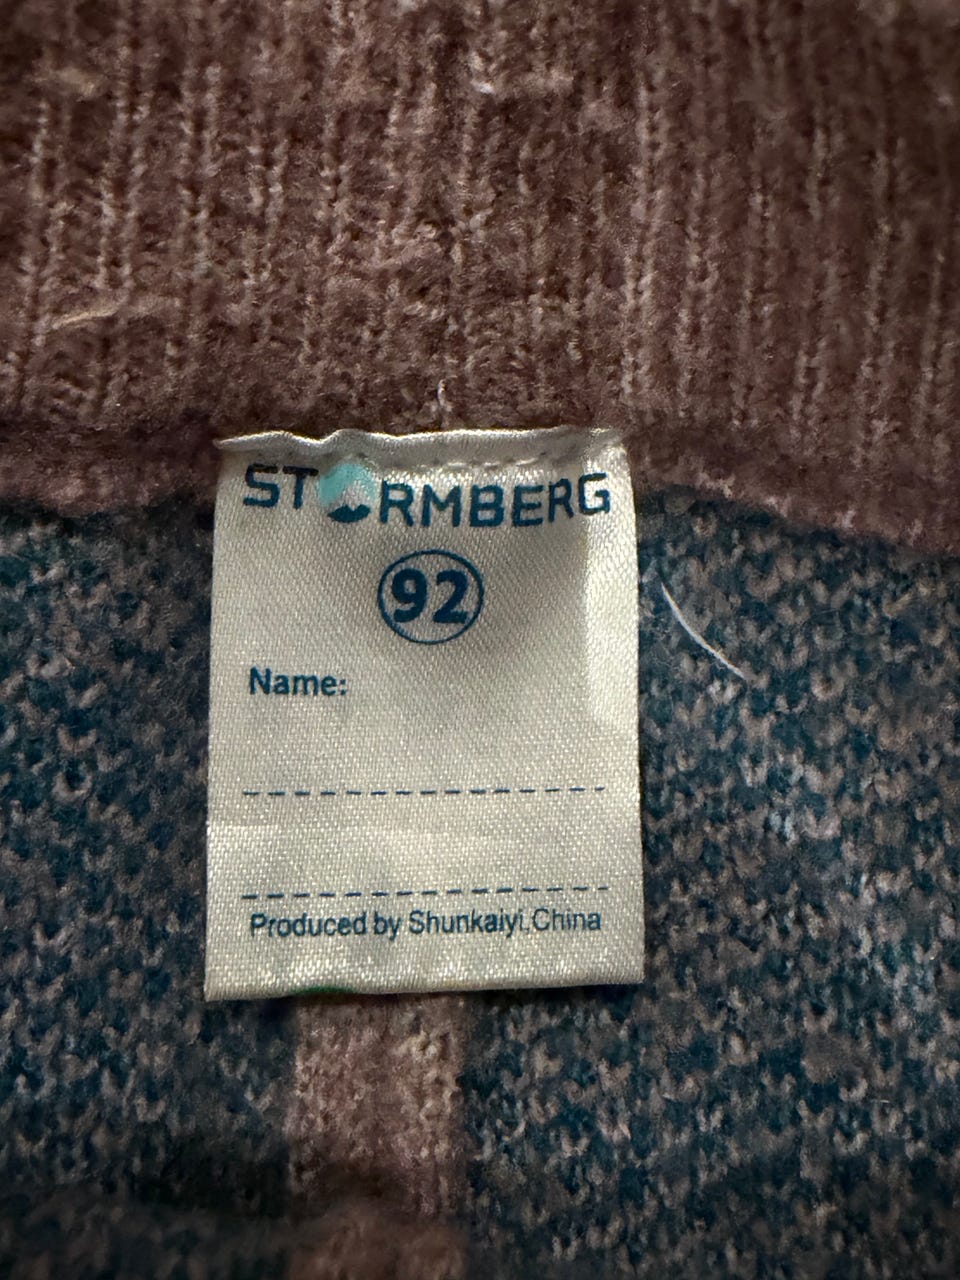 STORMBERG
92
Name:
Produced by Shunkaiyi.China